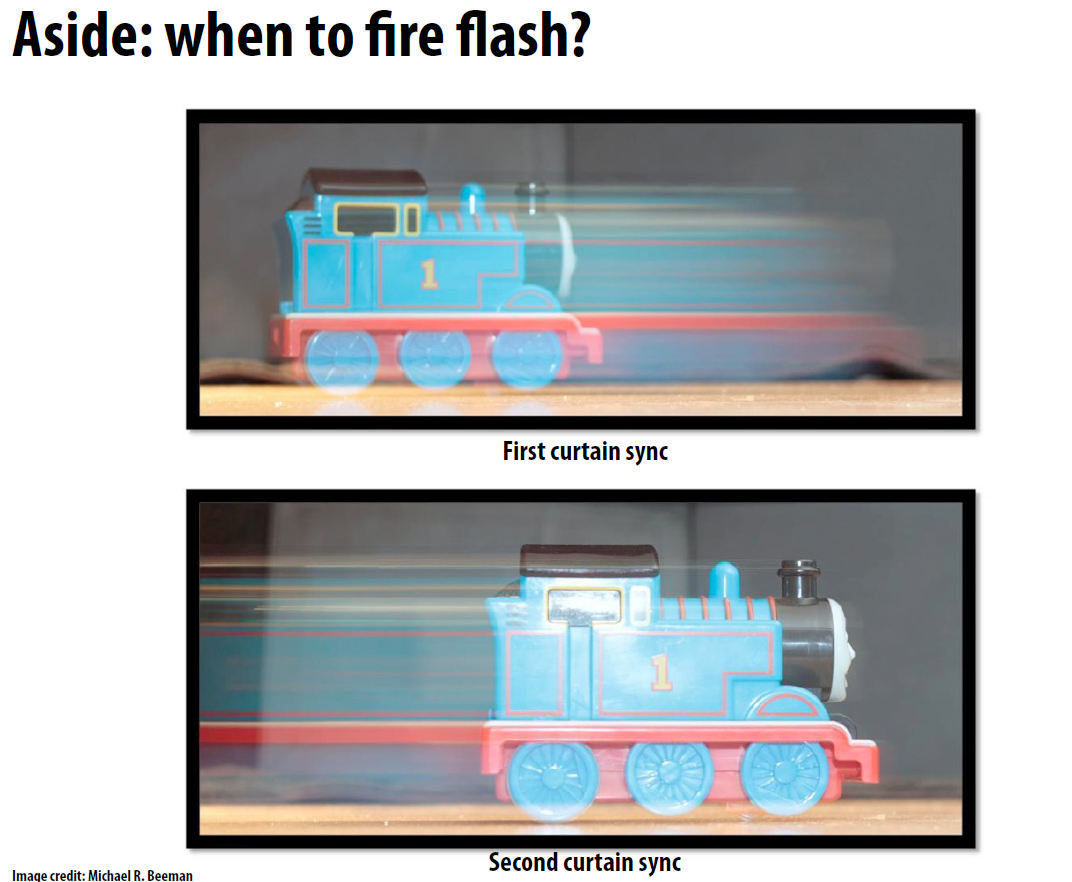 Aside: when to fire flash?
1
First curtain sync
1
Second curtain sync
Image credit: Michael R. Beeman